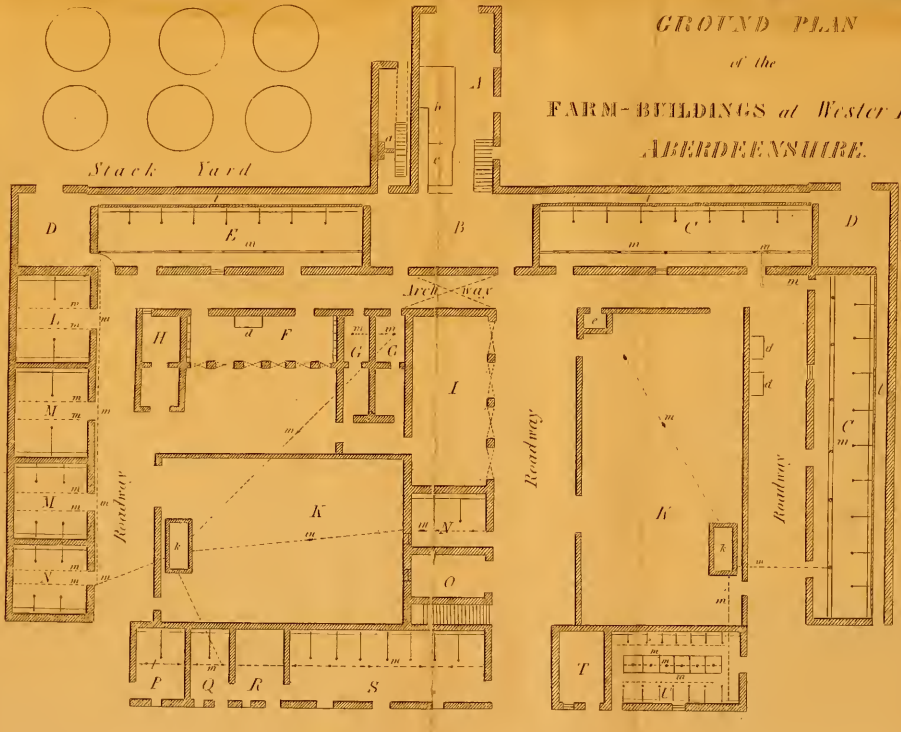 GROUND PLAN
of the
FARM-BUILDINGS at Wester
ABERDEENSHIRE.
Stack Yard
a
b
c
A
B
D
E
l
m
C
l
m
m
D
Arch way
L
m
m
m
H
d
F
m
m
G
G
I
e
d
d
m
l
C
m
M
m
m
m
M
m
m
m
N
m
m
m
Roadway
K
m
m
k
m
N
O
Roadway
K
m
k
m
m
Roadway
P
Q
m
R
S
m
T
m
m
U